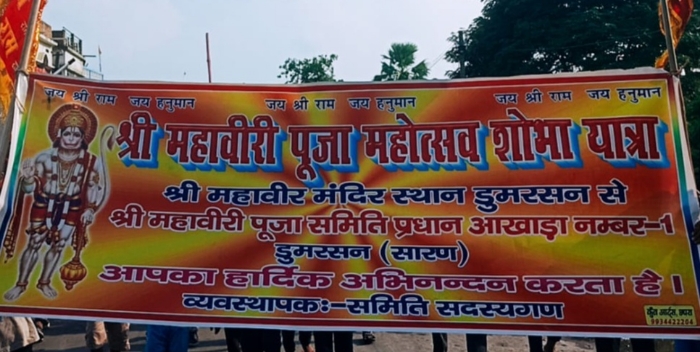 जय श्री राम जय हनुमान जय श्री राम जय हनुमान जय श्री राम जय हनुमान
श्री महावीरी पूजा महोत्सव शोभा यात्रा
श्री महावीर मंदिर स्थान डुमरसन से
श्री महावीरी पूजा समिति प्रधान आखाड़ा नम्बर-1
डुमरसन (सारण)
आपका हार्दिक अभिनन्दन करता है।
व्यवस्थापकः-समिति सदस्यगण
9934422204